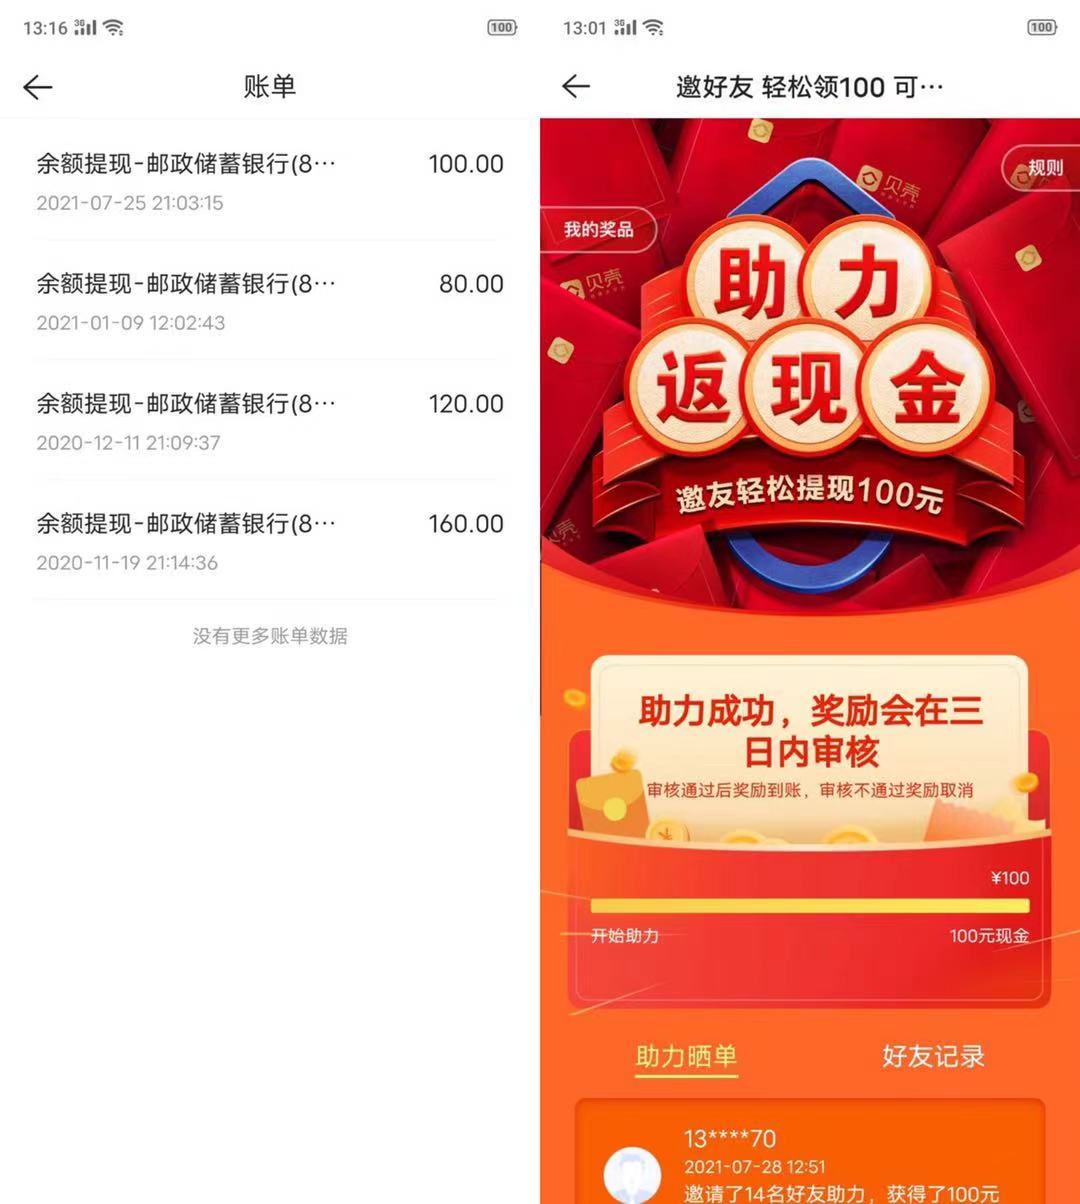 13:16
100
账单
余额提现-邮政储蓄银行(8…
100.00
2021-07-25 21:03:15
余额提现-邮政储蓄银行(8…
80.00
2021-01-09 12:02:43
余额提现-邮政储蓄银行(8…
120.00
2020-12-11 21:09:37
余额提现-邮政储蓄银行(8…
160.00
2020-11-19 21:14:36
没有更多账单数据
13:01
100
邀好友 轻松领100 可…
规则
贝壳
我的奖品
贝壳
助力
返现金
邀友轻松提现100元
助力成功，奖励会在三
日内审核
审核通过后奖励到账，审核不通过奖励取消
¥100
开始助力
100元现金
助力晒单
好友记录
13****70
2021-07-28 12:51
邀请了14名好友助力，获得了100元